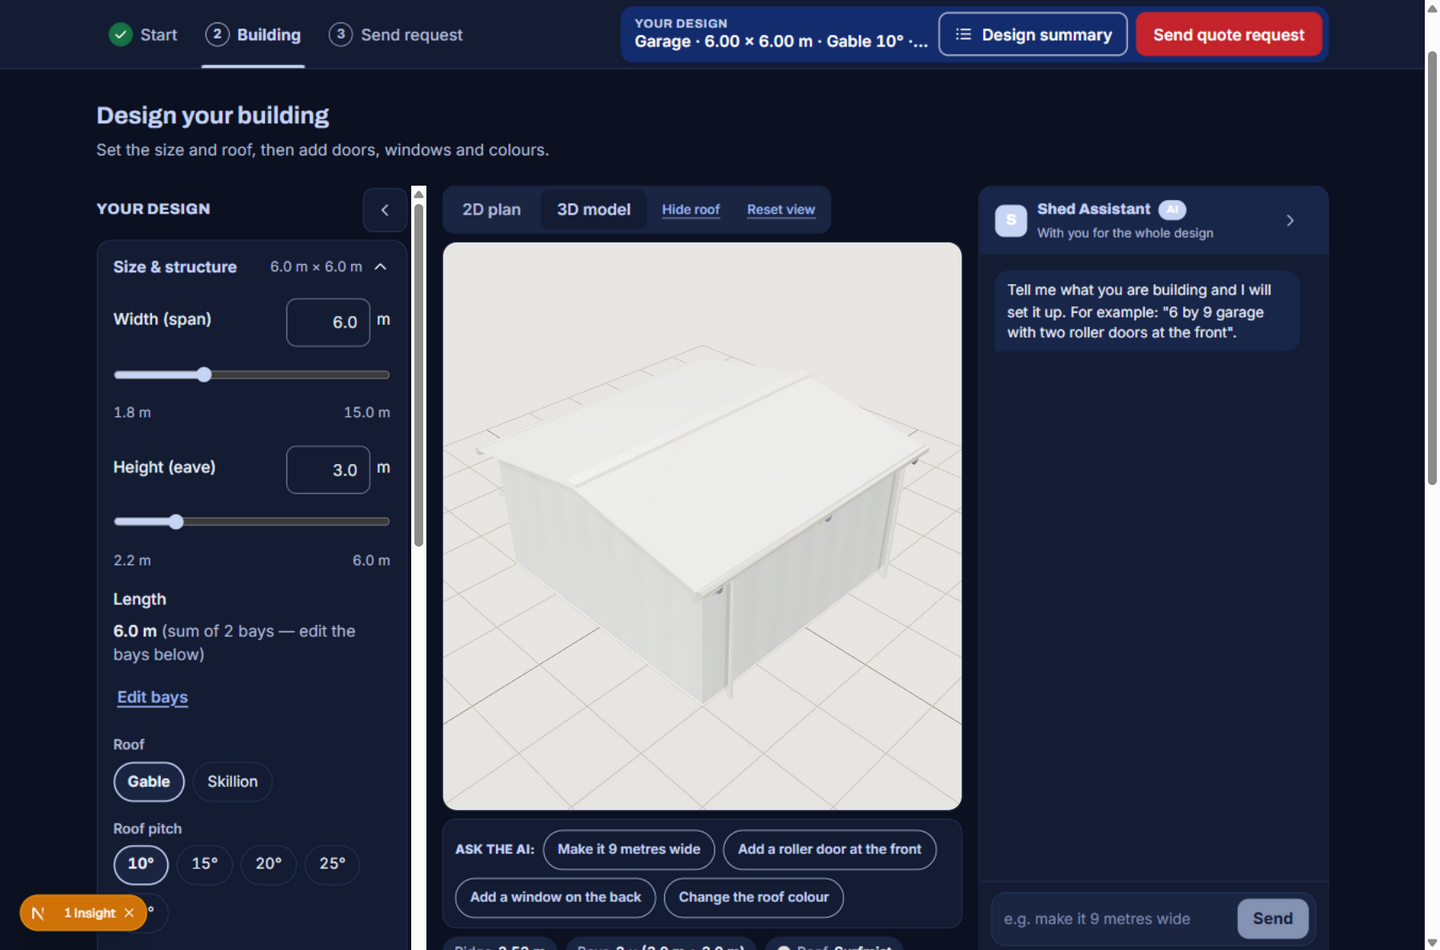 Start
2 Building
3 Send request
YOUR DESIGN
Garage · 6.00 × 6.00 m · Gable 10° ·...
Design summary
Send quote request
Design your building
Set the size and roof, then add doors, windows and colours.
YOUR DESIGN
Size & structure 6.0 m × 6.0 m
Width (span) 6.0 m
1.8 m 15.0 m
Height (eave) 3.0 m
2.2 m 6.0 m
Length
6.0 m (sum of 2 bays — edit the
bays below)
Edit bays
Roof
Gable Skillion
Roof pitch
10° 15° 20° 25°
N 1 Insight
2D plan 3D model Hide roof Reset view
ASK THE AI: Make it 9 metres wide Add a roller door at the front
Add a window on the back Change the roof colour
S Shed Assistant AI
With you for the whole design
Tell me what you are building and I will
set it up. For example: "6 by 9 garage
with two roller doors at the front".
e.g. make it 9 metres wide Send